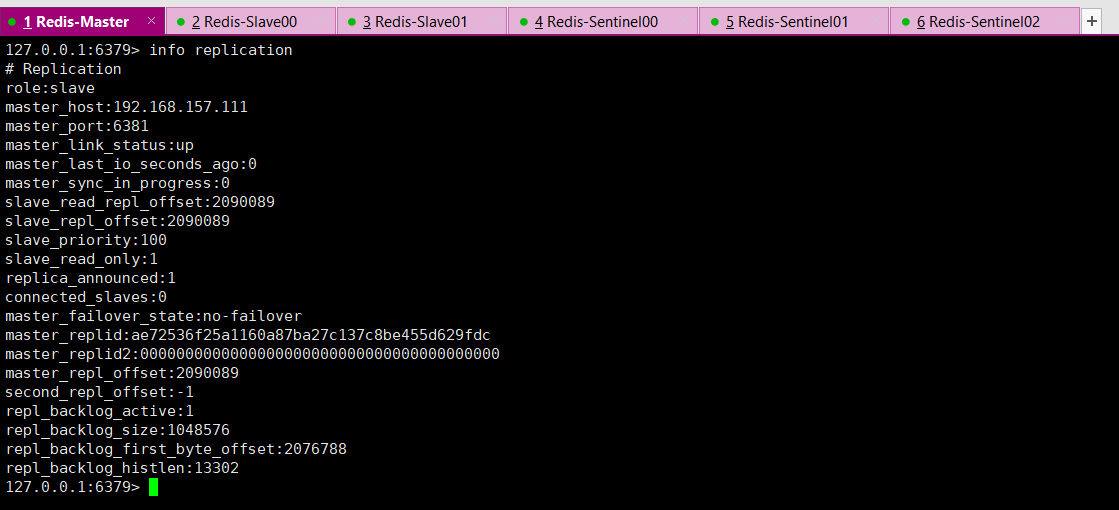 1 Redis-Master × 2 Redis-Slave00 3 Redis-Slave01 4 Redis-Sentinel00 5 Redis-Sentinel01 6 Redis-Sentinel02 +
127.0.0.1:6379> info replication
# Replication
role:slave
master_host:192.168.157.111
master_port:6381
master_link_status:up
master_last_io_seconds_ago:0
master_sync_in_progress:0
slave_read_repl_offset:2090089
slave_repl_offset:2090089
slave_priority:100
slave_read_only:1
replica_announced:1
connected_slaves:0
master_failover_state:no-failover
master_replid:ae72536f25a1160a87ba27c137c8be455d629fdc
master_replid2:0000000000000000000000000000000000000000
master_repl_offset:2090089
second_repl_offset:-1
repl_backlog_active:1
repl_backlog_size:1048576
repl_backlog_first_byte_offset:2076788
repl_backlog_histlen:13302
127.0.0.1:6379>